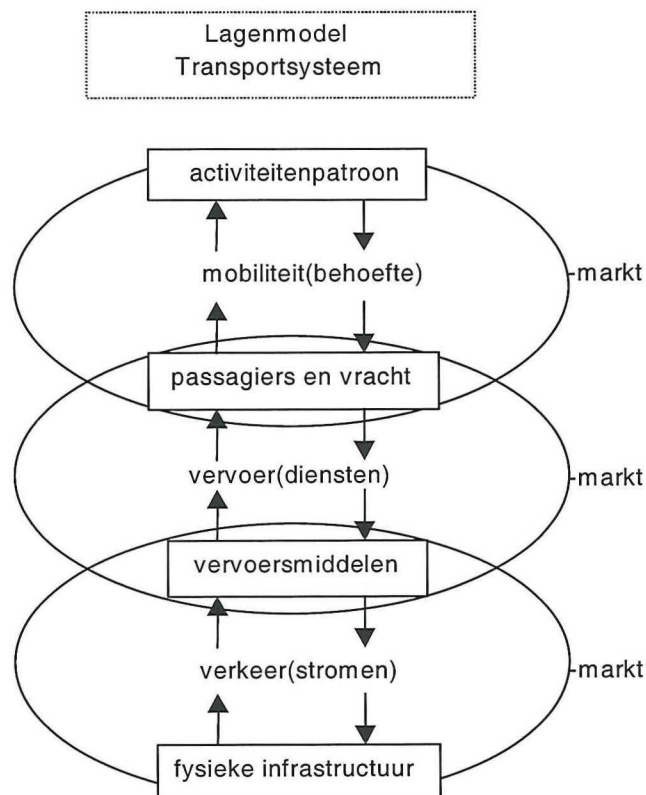 Lagenmodel
Transportsysteem
activiteitenpatroon
mobiliteit(behoefte)
markt
passagiers en vracht
vervoer(diensten)
markt
vervoersmiddelen
verkeer(stromen)
markt
fysieke infrastructuur